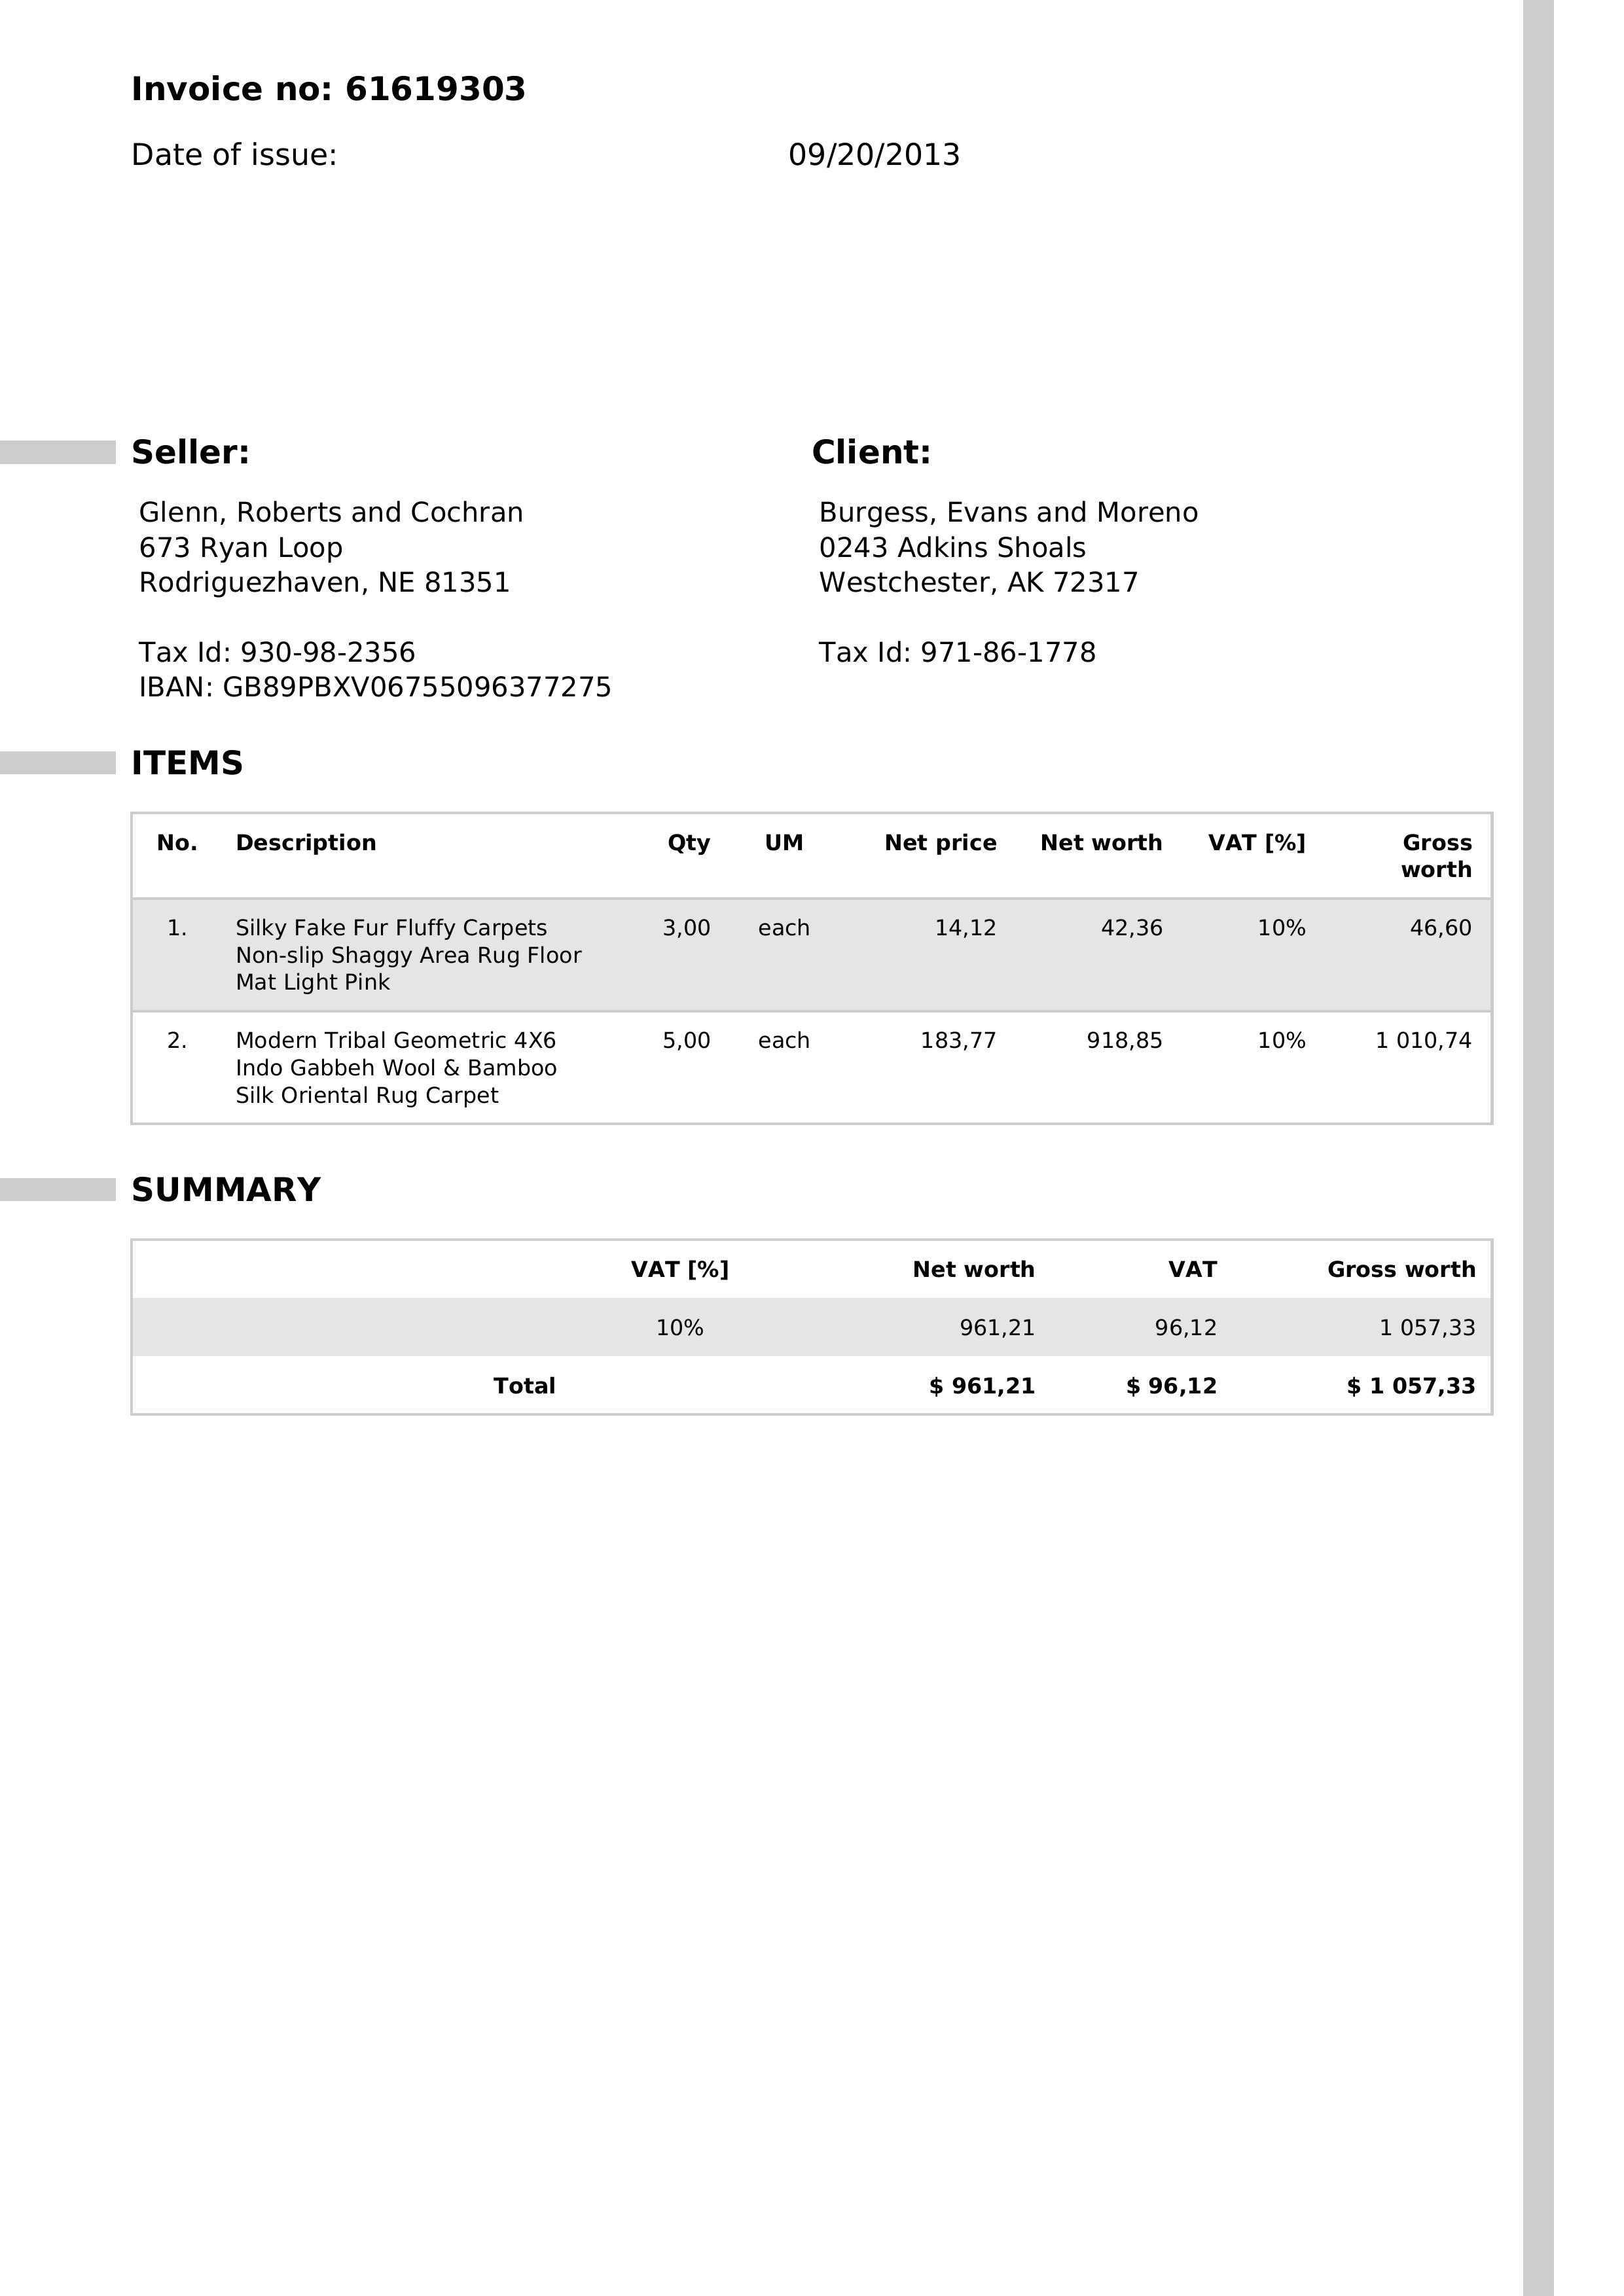 Invoice no: 61619303
Date of issue: 09/20/2013
Seller:
Glenn, Roberts and Cochran
673 Ryan Loop
Rodriguezhaven, NE 81351
Tax Id: 930-98-2356
IBAN: GB89PBXV06755096377275
Client:
Burgess, Evans and Moreno
0243 Adkins Shoals
Westchester, AK 72317
Tax Id: 971-86-1778
ITEMS
No. Description Qty UM Net price Net worth VAT [%] Gross
worth
1. Silky Fake Fur Fluffy Carpets 3,00 each 14,12 42,36 10% 46,60
Non-slip Shaggy Area Rug Floor
Mat Light Pink
2. Modern Tribal Geometric 4X6 5,00 each 183,77 918,85 10% 1 010,74
Indo Gabbeh Wool & Bamboo
Silk Oriental Rug Carpet
SUMMARY
VAT [%] Net worth VAT Gross worth
10% 961,21 96,12 1 057,33
Total $ 961,21 $ 96,12 $ 1 057,33